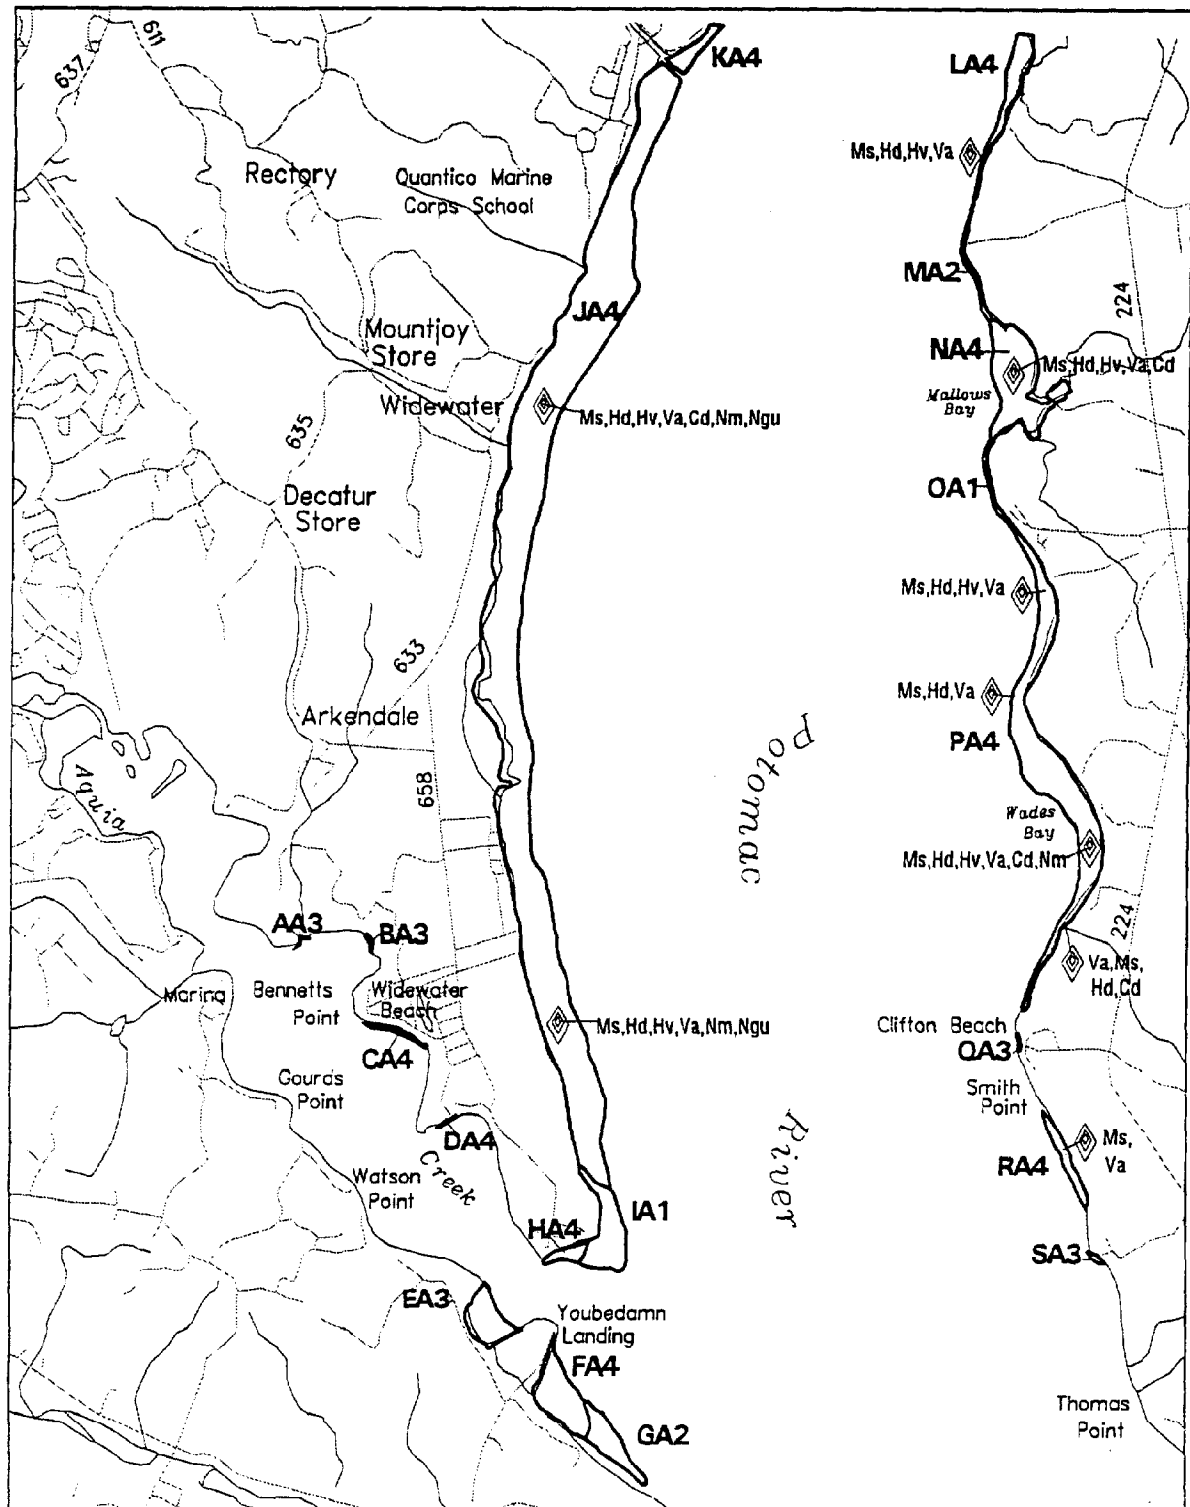 KA4
LA4
611
637
Ms,Hd,Hv,Va
Rectory
Quantico Marine
Corps School
MA2
224
JA4
Mountjoy
Store
NA4
Ms,Hd,Hv,Va,Cd
Mallows
Bay
Widewater
Ms,Hd,Hv,Va,Cd,Nm,Ngu
635
Decatur
Store
OA1
Ms,Hd,Hv,Va
633
Ms,Hd,Va
Arkendale
PA4
Potomac
Aquia
658
Wades
Bay
Ms,Hd,Hv,Va,Cd,Nm
224
AA3
BA3
Va,Ms,
Hd,Cd
Marina
Bennetts
Point
Widewater
Beach
Ms,Hd,Hv,Va,Nm,Ngu
Clifton Beach
QA3
CA4
Gourds
Point
Smith
Point
DA4
Creek
Ms,
Va
River
RA4
Watson
Point
HA4
IA1
SA3
EA3
Youbedamn
Landing
FA4
GA2
Thomas
Point